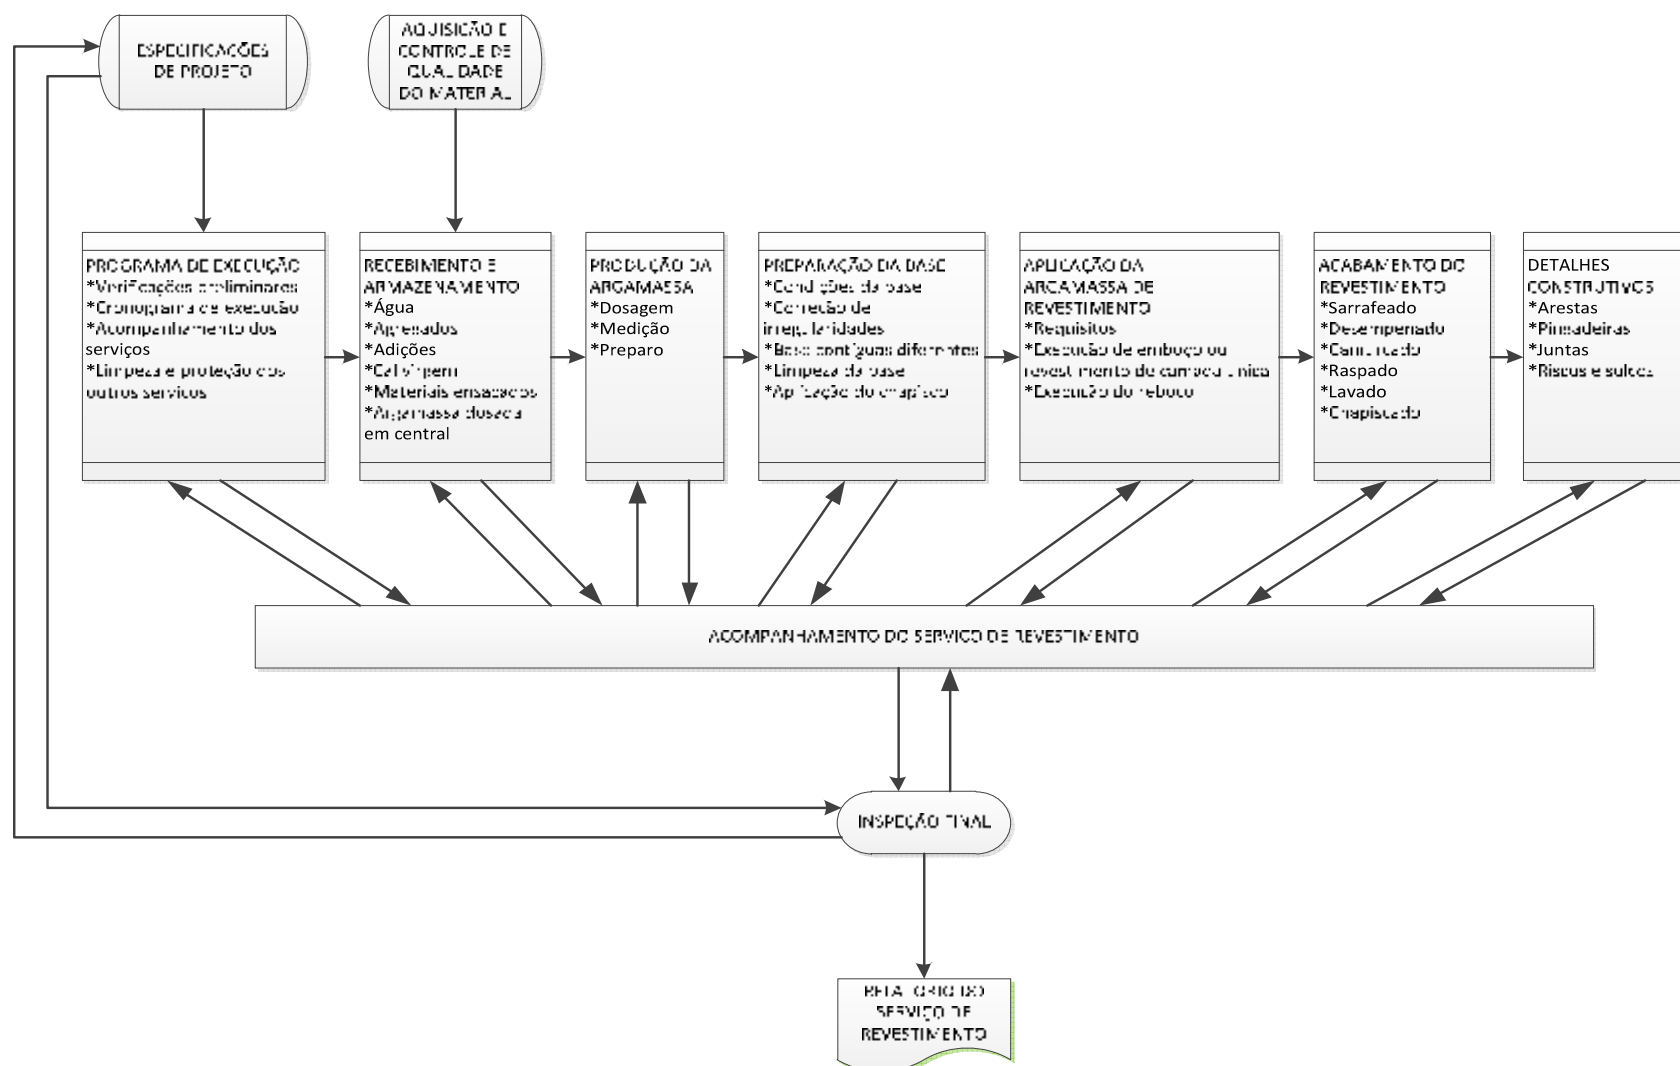 ESPECIFICAÇÕES
DE PROJETO
AQUISIÇÃO E
CONTROLE DE
QUALIDADE
DO MATERIAL
PROGRAMA DE EXECUÇÃO
*Verificações preliminares
*Cronograma de execução
*Acompanhamento dos
serviços
*Limpeza e proteção dos
outros serviços
RECEBIMENTO E
ARMAZENAMENTO
*Água
*Agregados
*Adições
*Cal virgem
*Materiais ensacados
*Argamassa dosada
em central
PRODUÇÃO DA
ARGAMASSA
*Dosagem
*Medição
*Preparo
PREPARAÇÃO DA BASE
*Condições da base
*Correção de
irregularidades
*Base contíguas diferentes
*Limpeza da base
*Aplicação do chapisco
APLICAÇÃO DA
ARGAMASSA DE
REVESTIMENTO
*Requisitos
*Execução de emboço ou
revestimento de camada única
*Execução do reboco
ACABAMENTO DO
REVESTIMENTO
*Sarrafeado
*Desempenado
*Camurçado
*Raspado
*Lavado
*Chapiscado
DETALHES
CONSTRUTIVOS
*Arestas
*Pingadeiras
*Juntas
*Riscos e sulcos
ACOMPANHAMENTO DO SERVIÇO DE REVESTIMENTO
INSPEÇÃO FINAL
RELATÓRIO DO
SERVIÇO DE
REVESTIMENTO